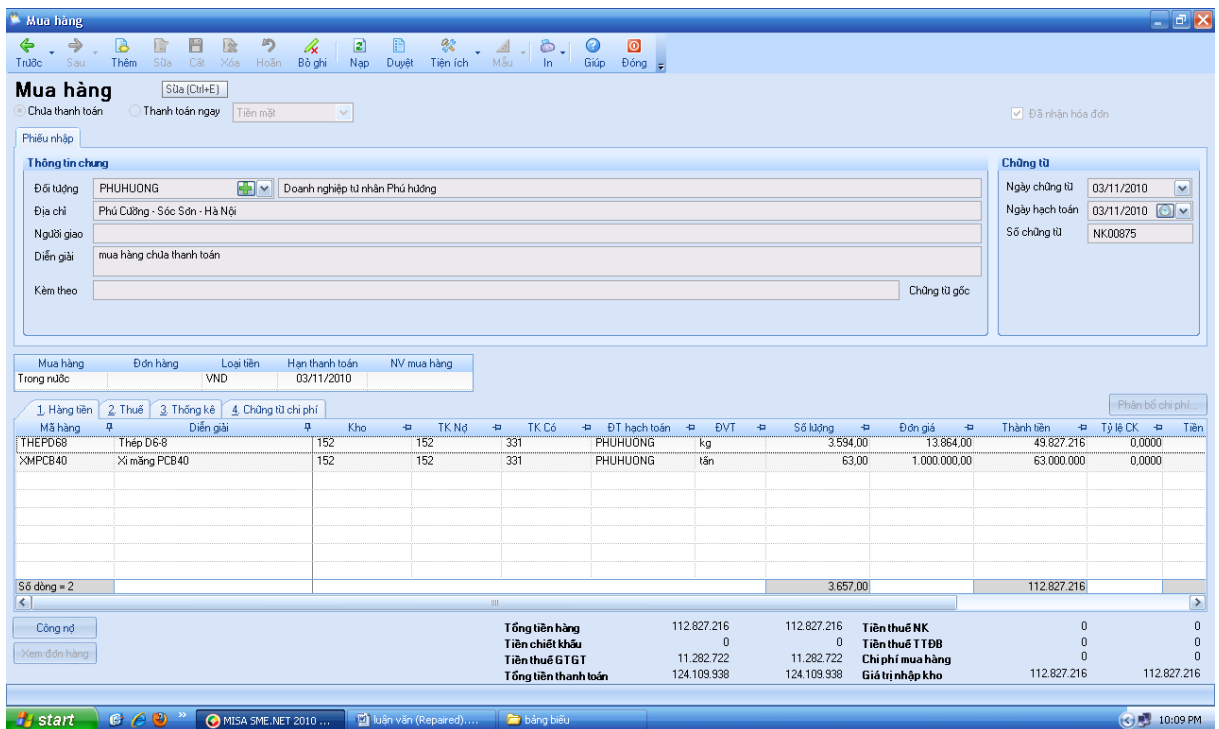 Mua hàng
Trước Sau Thêm Sửa Cất Xóa Hoãn Bỏ ghi Nạp Duyệt Tiện ích Mẫu In Giúp Đóng
Mua hàng Sửa (Ctrl+E)
Chưa thanh toán Thanh toán ngay Tiền mặt Đã nhận hóa đơn
Phiếu nhập
Thông tin chung Chứng từ
Đối tượng PHUHUONG Doanh nghiệp tư nhân Phú hương Ngày chứng từ 03/11/2010
Địa chỉ Phú Cường - Sóc Sơn - Hà Nội Ngày hạch toán 03/11/2010
Người giao Số chứng từ NK00875
Diễn giải mua hàng chưa thanh toán
Kèm theo Chứng từ gốc
Mua hàng Đơn hàng Loại tiền Hạn thanh toán NV mua hàng
Trong nước VND 03/11/2010
1. Hàng tiền 2. Thuế 3. Thống kê 4. Chứng từ chi phí Phân bổ chi phí...
Mã hàng Diễn giải Kho TK Nợ TK Có ĐT hạch toán ĐVT Số lượng Đơn giá Thành tiền Tỷ lệ CK Tiền
THEPD68 Thép D6-8 152 152 331 PHUHUONG kg 3.594,00 13.864,00 49.827.216 0,0000
XMPCB40 Xi măng PCB40 152 152 331 PHUHUONG tấn 63,00 1.000.000,00 63.000.000 0,0000
Số dòng = 2 3.657,00 112.827.216
Công nợ Tổng tiền hàng 112.827.216 112.827.216 Tiền thuế NK 0 0
Tiền chiết khấu 0 0 Tiền thuế TTĐB 0 0
Xem đơn hàng Tiền thuế GTGT 11.282.722 11.282.722 Chi phí mua hàng 0 0
Tổng tiền thanh toán 124.109.938 124.109.938 Giá trị nhập kho 112.827.216 112.827.216
start MISA SME.NET 2010 ... luận văn (Repaired).... bảng biểu 10:09 PM